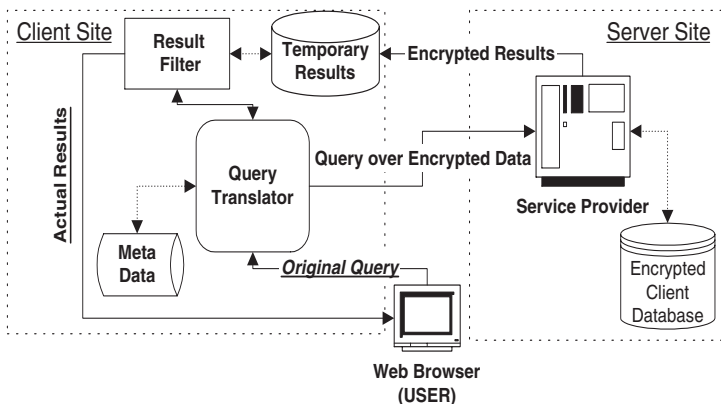 Client Site
Server Site
Result
Filter
Temporary
Results
Encrypted Results
Actual Results
Query
Translator
Query over Encrypted Data
Service Provider
Meta
Data
Original Query
Encrypted
Client
Database
Web Browser
(USER)